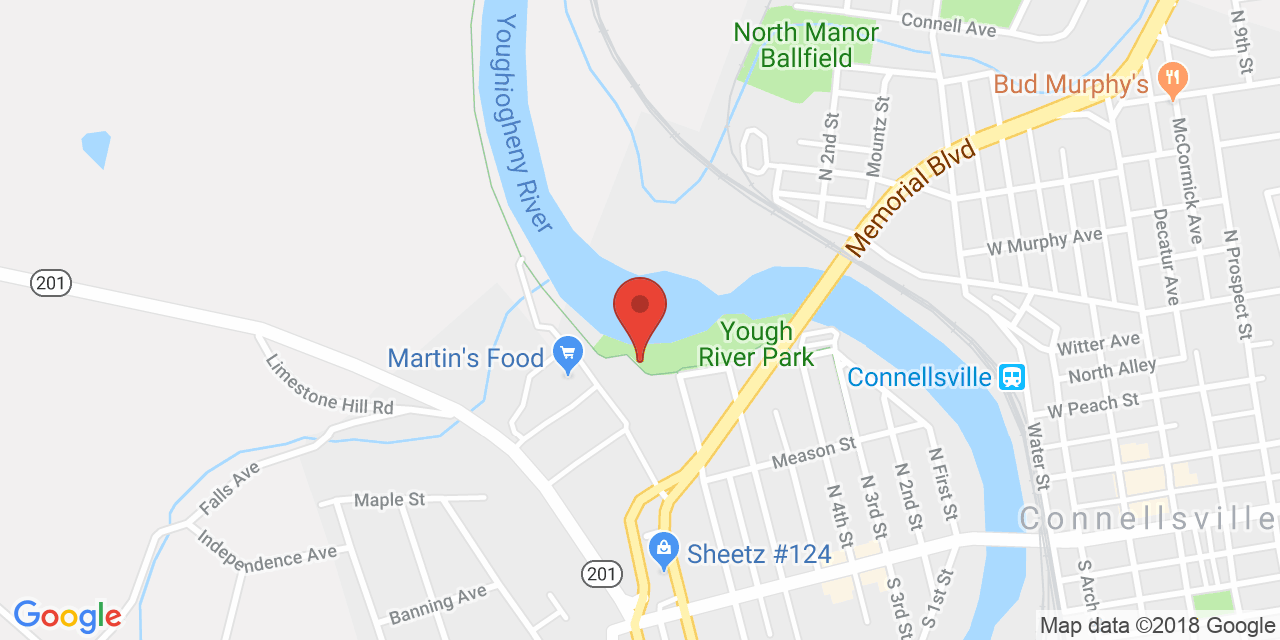 Youghiogheny River
North Manor
Ballfield
Connell Ave
N 9th St
Bud Murphy's
N 2nd St
Mountz St
Memorial Blvd
McCormick Ave
W Murphy Ave
Decatur Ave
N Prospect St
201
Limestone Hill Rd
Martin's Food
Yough
River Park
Connellsville
Witter Ave
North Alley
W Peach St
Water St
Meason St
N First St
N 2nd St
N 3rd St
N 4th St
Falls Ave
Maple St
Independence Ave
Banning Ave
201
Sheetz #124
Connellsville
S 3rd St
S 1st St
S Arch
Google
Map data ©2018 Google